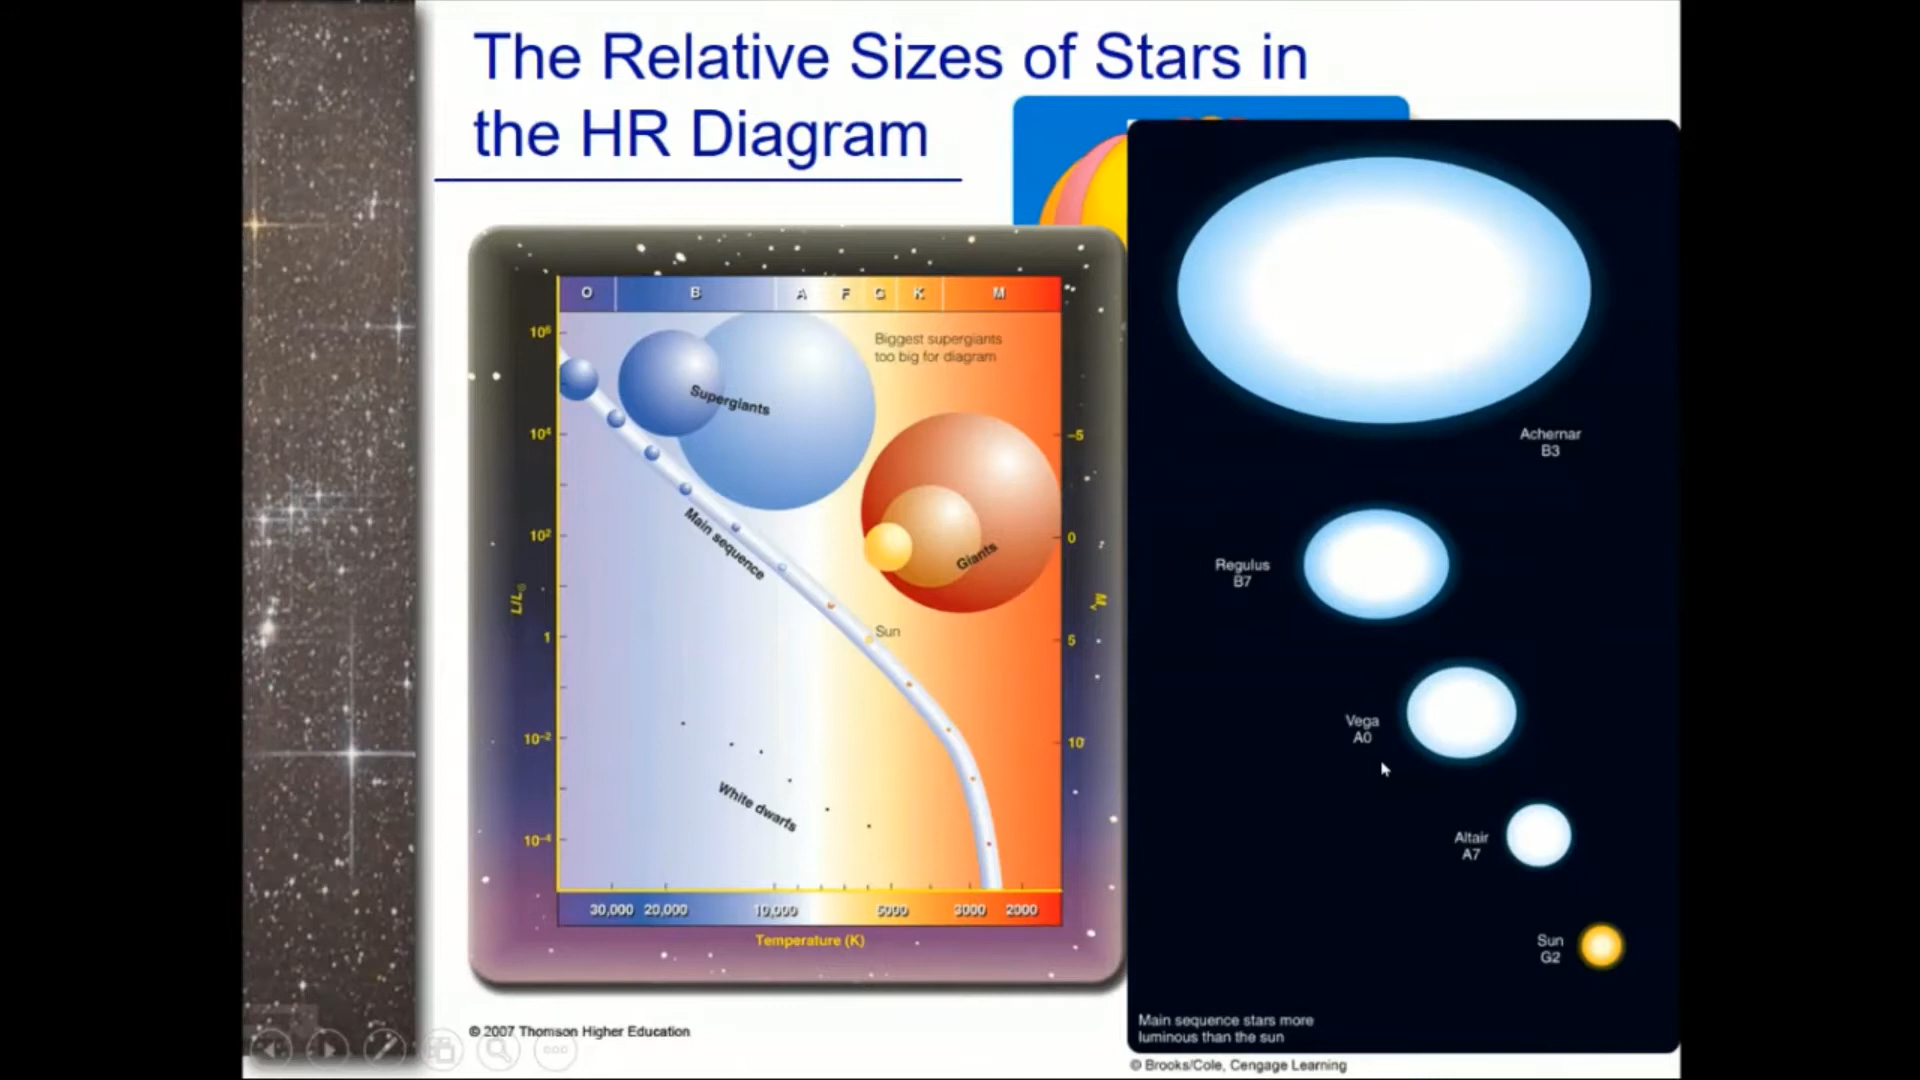 The Relative Sizes of Stars in
the HR Diagram
O B A F G K M
Biggest supergiants
too big for diagram
Supergiants
Main sequence
Giants
Sun
White dwarfs
10⁶
10⁴
10²
1
10⁻²
10⁻⁴
L/L⊙
-5
0
5
10
Mᵥ
30,000 20,000 10,000 5000 3000 2000
Temperature (K)
© 2007 Thomson Higher Education
Achernar
B3
Regulus
B7
Vega
A0
Altair
A7
Sun
G2
Main sequence stars more
luminous than the sun
© Brooks/Cole, Cengage Learning